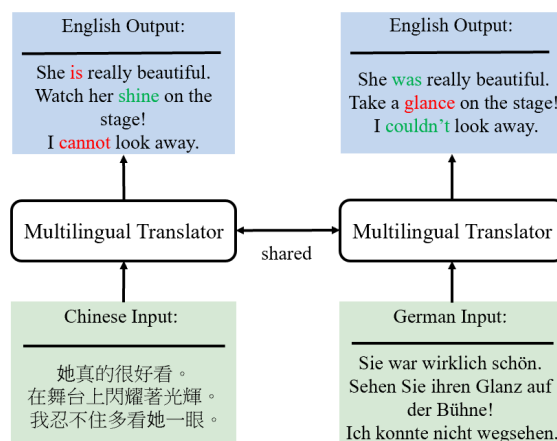 English Output:
She is really beautiful.
Watch her shine on the
stage!
I cannot look away.
English Output:
She was really beautiful.
Take a glance on the stage!
I couldn't look away.
Multilingual Translator
shared
Multilingual Translator
Chinese Input:
她真的很好看。
在舞台上閃耀著光輝。
我忍不住多看她一眼。
German Input:
Sie war wirklich schön.
Sehen Sie ihren Glanz auf
der Bühne!
Ich konnte nicht wegsehen.